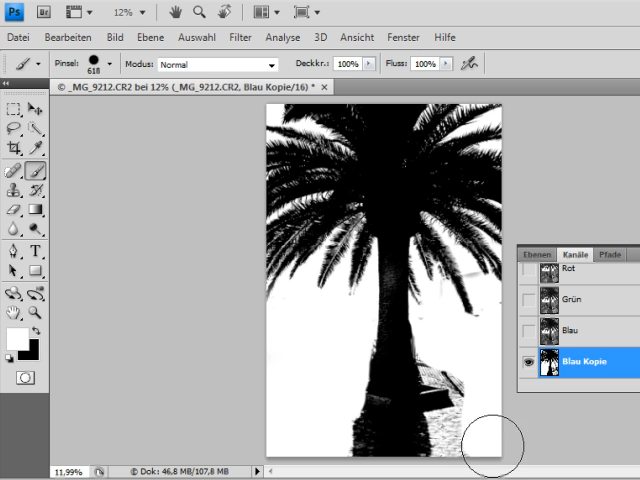 Ps Br 12%
Datei Bearbeiten Bild Ebene Auswahl Filter Analyse 3D Ansicht Fenster Hilfe
Pinsel: 618 Modus: Normal Deckkr.: 100% Fluss: 100%
© _MG_9212.CR2 bei 12% (_MG_9212.CR2, Blau Kopie/16) * ×
T
Ebenen Kanäle Pfade
Rot
Grün
Blau
Blau Kopie
11,99% © Dok: 46,8 MB/107,8 MB